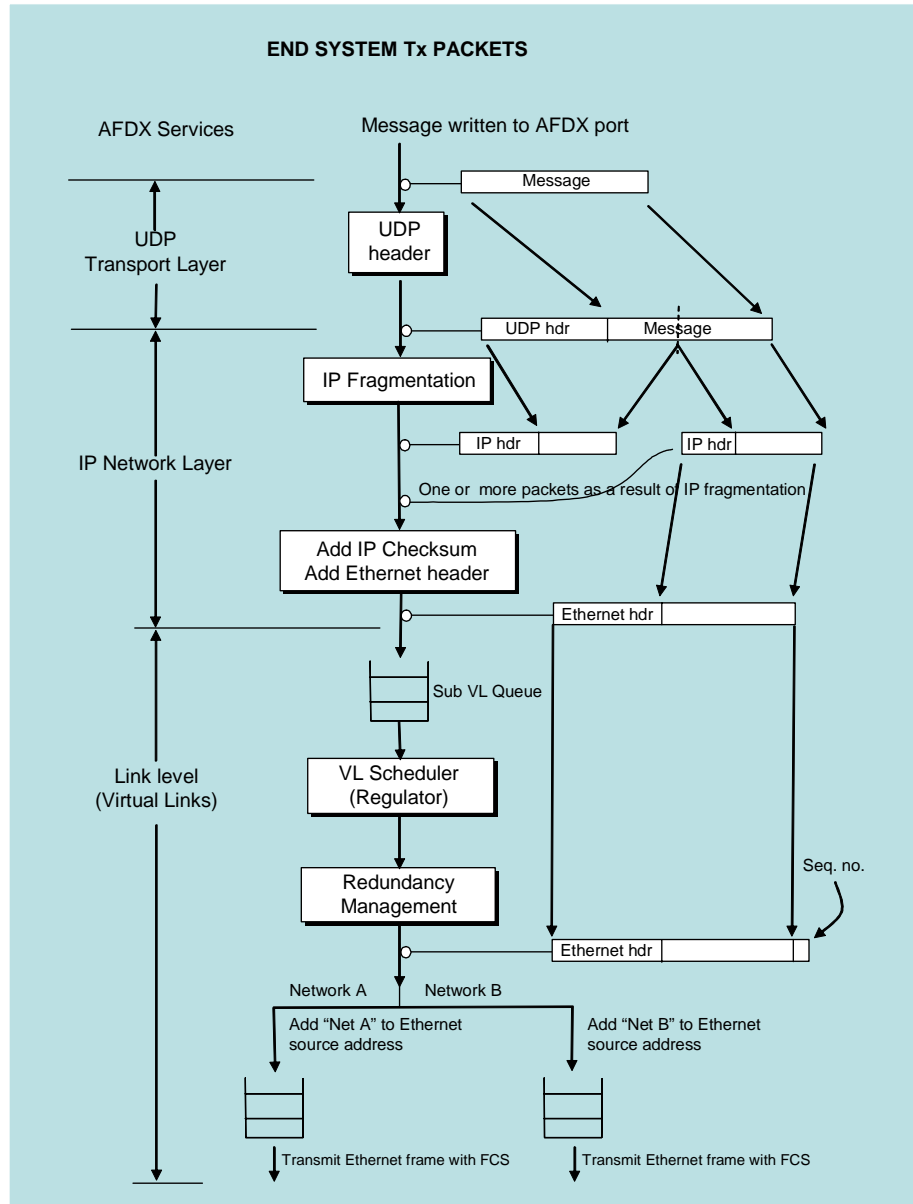 END SYSTEM Tx PACKETS
AFDX Services
Message written to AFDX port
Message
UDP
header
UDP
Transport Layer
UDP hdr
Message
IP Fragmentation
IP hdr
IP hdr
IP Network Layer
One or more packets as a result of IP fragmentation
Add IP Checksum
Add Ethernet header
Ethernet hdr
Sub VL Queue
VL Scheduler
(Regulator)
Link level
(Virtual Links)
Redundancy
Management
Seq. no.
Ethernet hdr
Network A
Network B
Add “Net A” to Ethernet
source address
Add “Net B” to Ethernet
source address
Transmit Ethernet frame with FCS
Transmit Ethernet frame with FCS